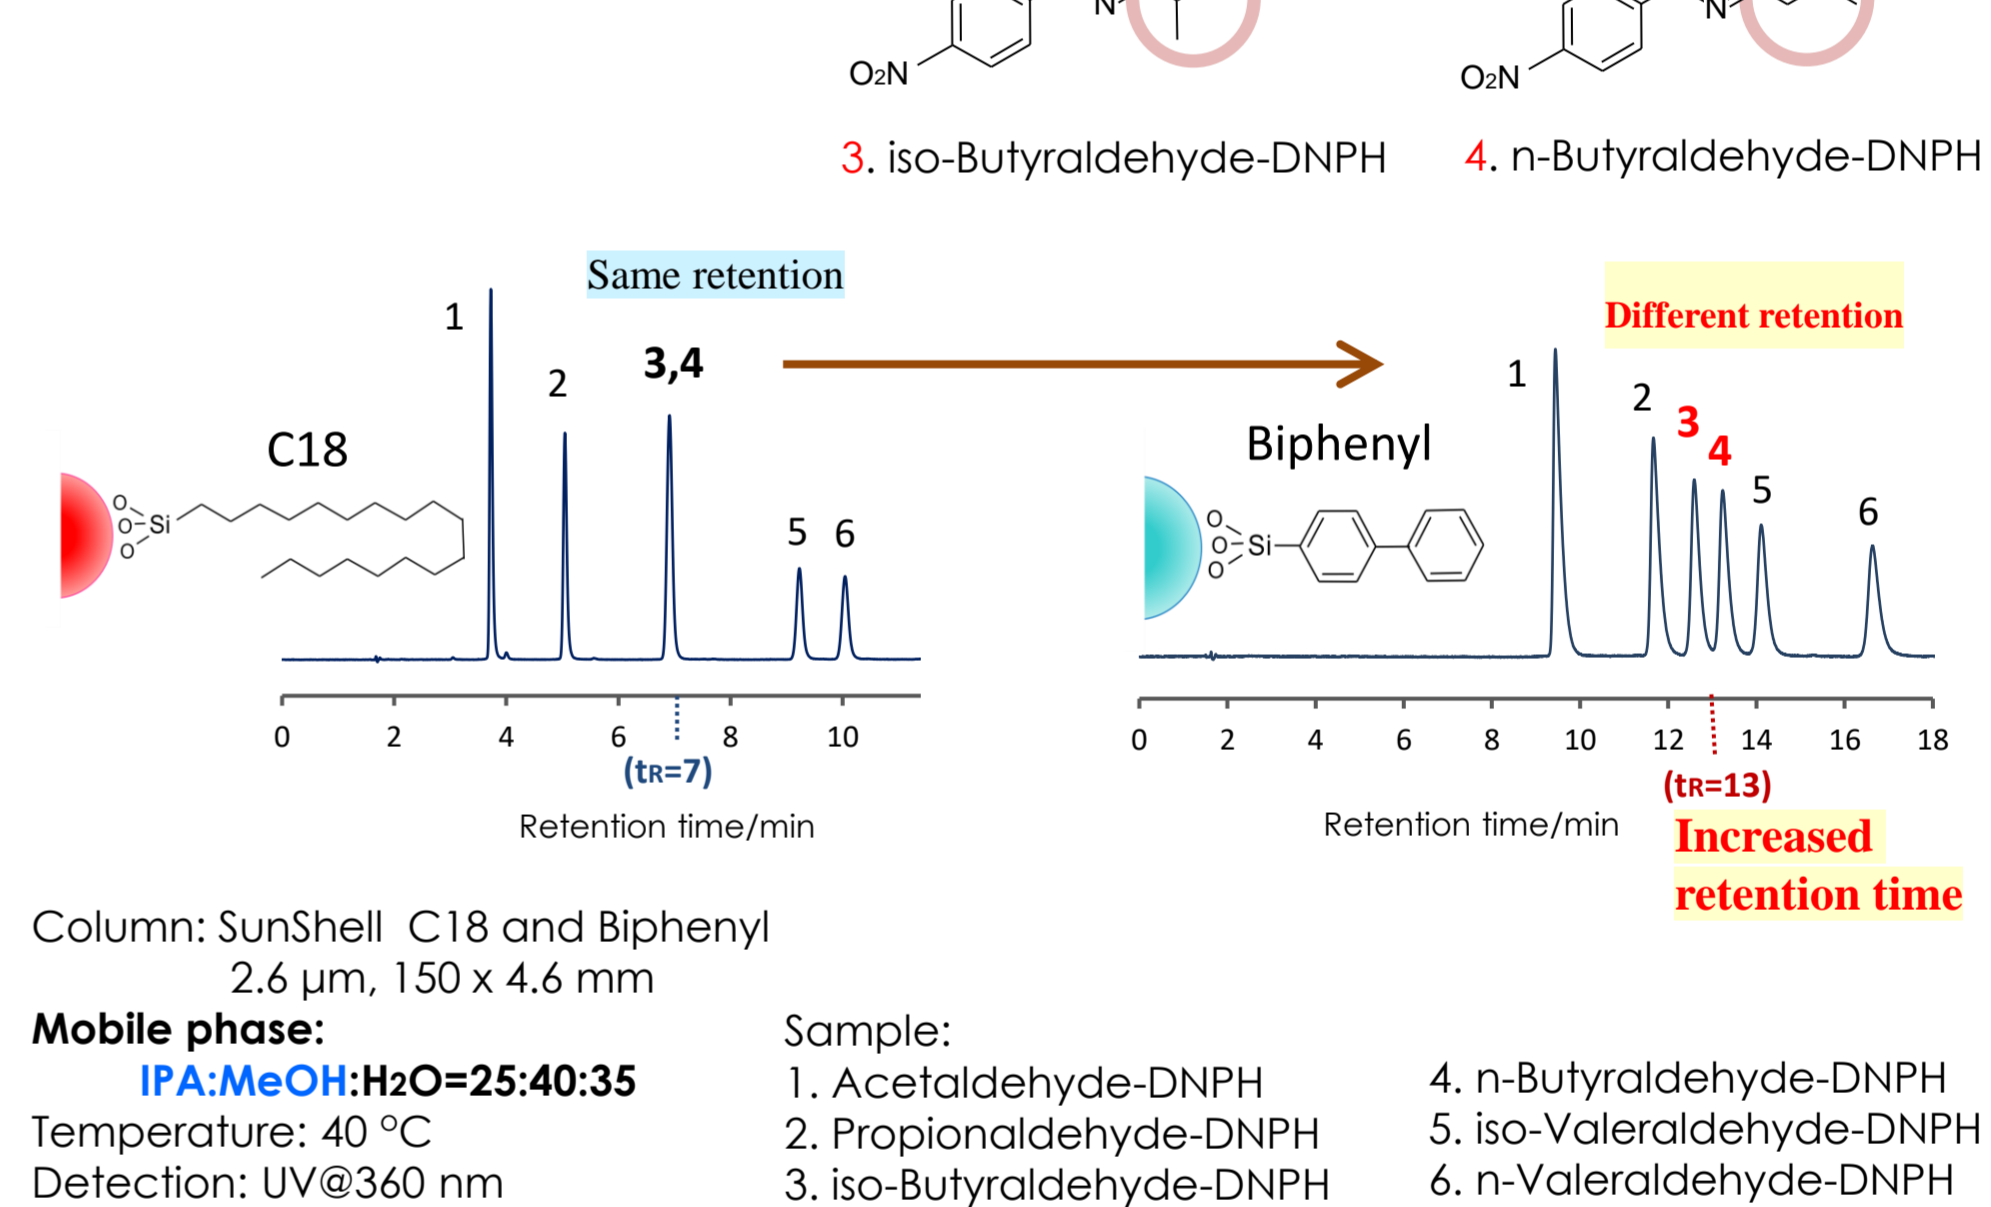 N
O2N
N
O2N
3. iso-Butyraldehyde-DNPH
4. n-Butyraldehyde-DNPH
Same retention
1
2
3,4
5
6
C18
O
O-Si
O
0
2
4
6
8
10
(tR=7)
Retention time/min
Different retention
1
2
3
4
5
6
Biphenyl
O
O-Si
O
0
2
4
6
8
10
12
14
16
18
(tR=13)
Retention time/min
Increased
retention time
Column: SunShell C18 and Biphenyl
2.6 µm, 150 x 4.6 mm
Mobile phase:
IPA:MeOH:H2O=25:40:35
Temperature: 40 °C
Detection: UV@360 nm
Sample:
1. Acetaldehyde-DNPH
2. Propionaldehyde-DNPH
3. iso-Butyraldehyde-DNPH
4. n-Butyraldehyde-DNPH
5. iso-Valeraldehyde-DNPH
6. n-Valeraldehyde-DNPH